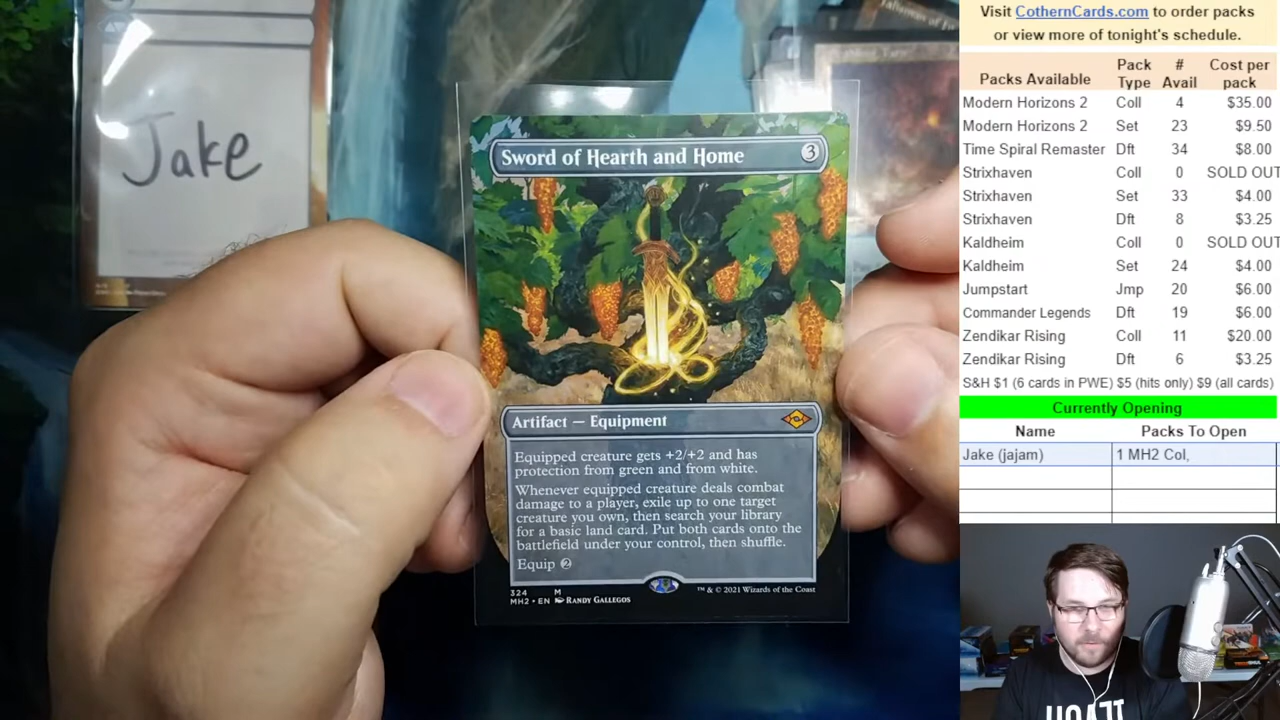 Jake
Sword of Hearth and Home 3
Artifact — Equipment
Equipped creature gets +2/+2 and has
protection from green and from white.
Whenever equipped creature deals combat
damage to a player, exile up to one target
creature you own, then search your library
for a basic land card. Put both cards onto the
battlefield under your control, then shuffle.
Equip 2
324 M
MH2 • EN RANDY GALLEGOS
™ & © 2021 Wizards of the Coast
Visit CothernCards.com to order packs
or view more of tonight's schedule.
Packs Available Pack Type # Avail Cost per pack
Modern Horizons 2 Coll 4 $35.00
Modern Horizons 2 Set 23 $9.50
Time Spiral Remaster Dft 34 $8.00
Strixhaven Coll 0 SOLD OUT
Strixhaven Set 33 $4.00
Strixhaven Dft 8 $3.25
Kaldheim Coll 0 SOLD OUT
Kaldheim Set 24 $4.00
Jumpstart Jmp 20 $6.00
Commander Legends Dft 19 $6.00
Zendikar Rising Coll 11 $20.00
Zendikar Rising Dft 6 $3.25
S&H $1 (6 cards in PWE) $5 (hits only) $9 (all cards)
Currently Opening
Name Packs To Open
Jake (jajam) 1 MH2 Col,